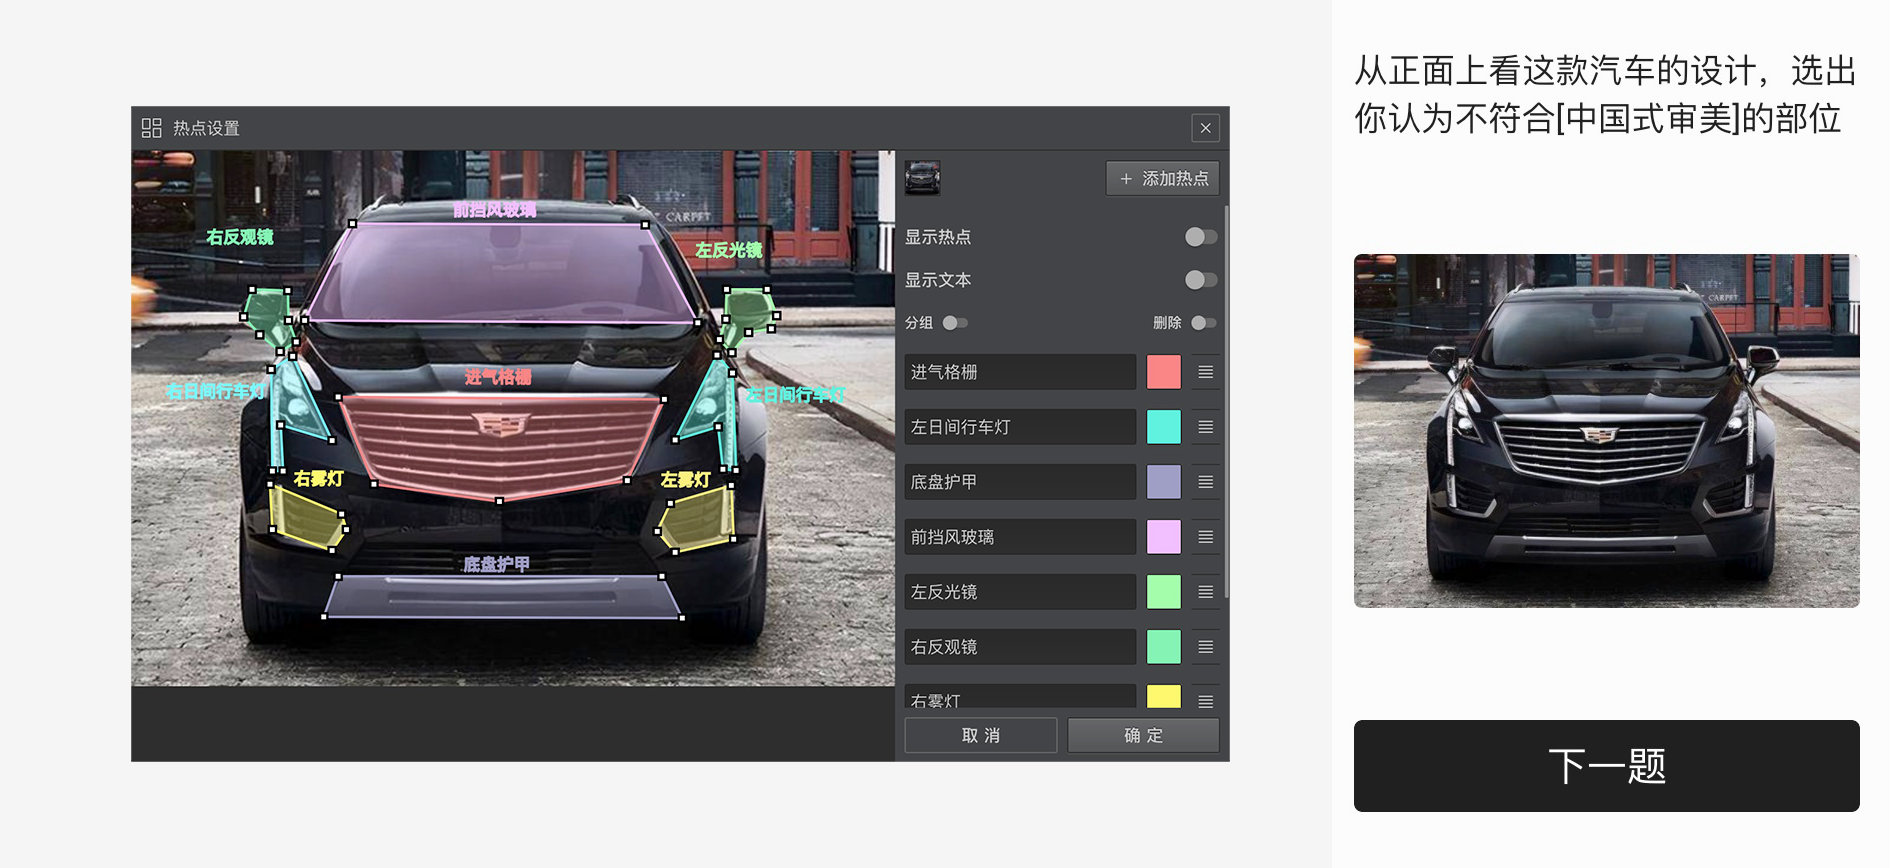 热点设置
前挡风玻璃
右反观镜
左反光镜
CARPET
进气格栅
右日间行车灯
左日间行车灯
右雾灯
左雾灯
底盘护甲
+ 添加热点
显示热点
显示文本
分组
删除
进气格栅
左日间行车灯
底盘护甲
前挡风玻璃
左反光镜
右反观镜
右雾灯
取消
确定
从正面上看这款汽车的设计，选出
你认为不符合[中国式审美]的部位
CARPET
下一题